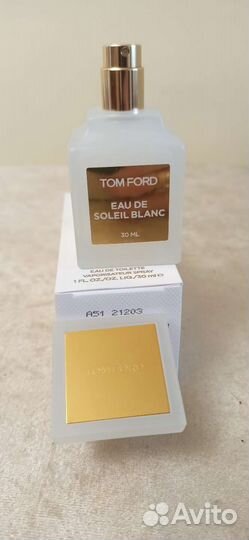 TOM FORD
EAU DE
SOLEIL BLANC
30 ML
EAU DE TOILETTE
VAPORISATEUR SPRAY
1 FL.OZ./OZ. LIQ/30 ml ℮
A51 21203
TOM FORD
Avito